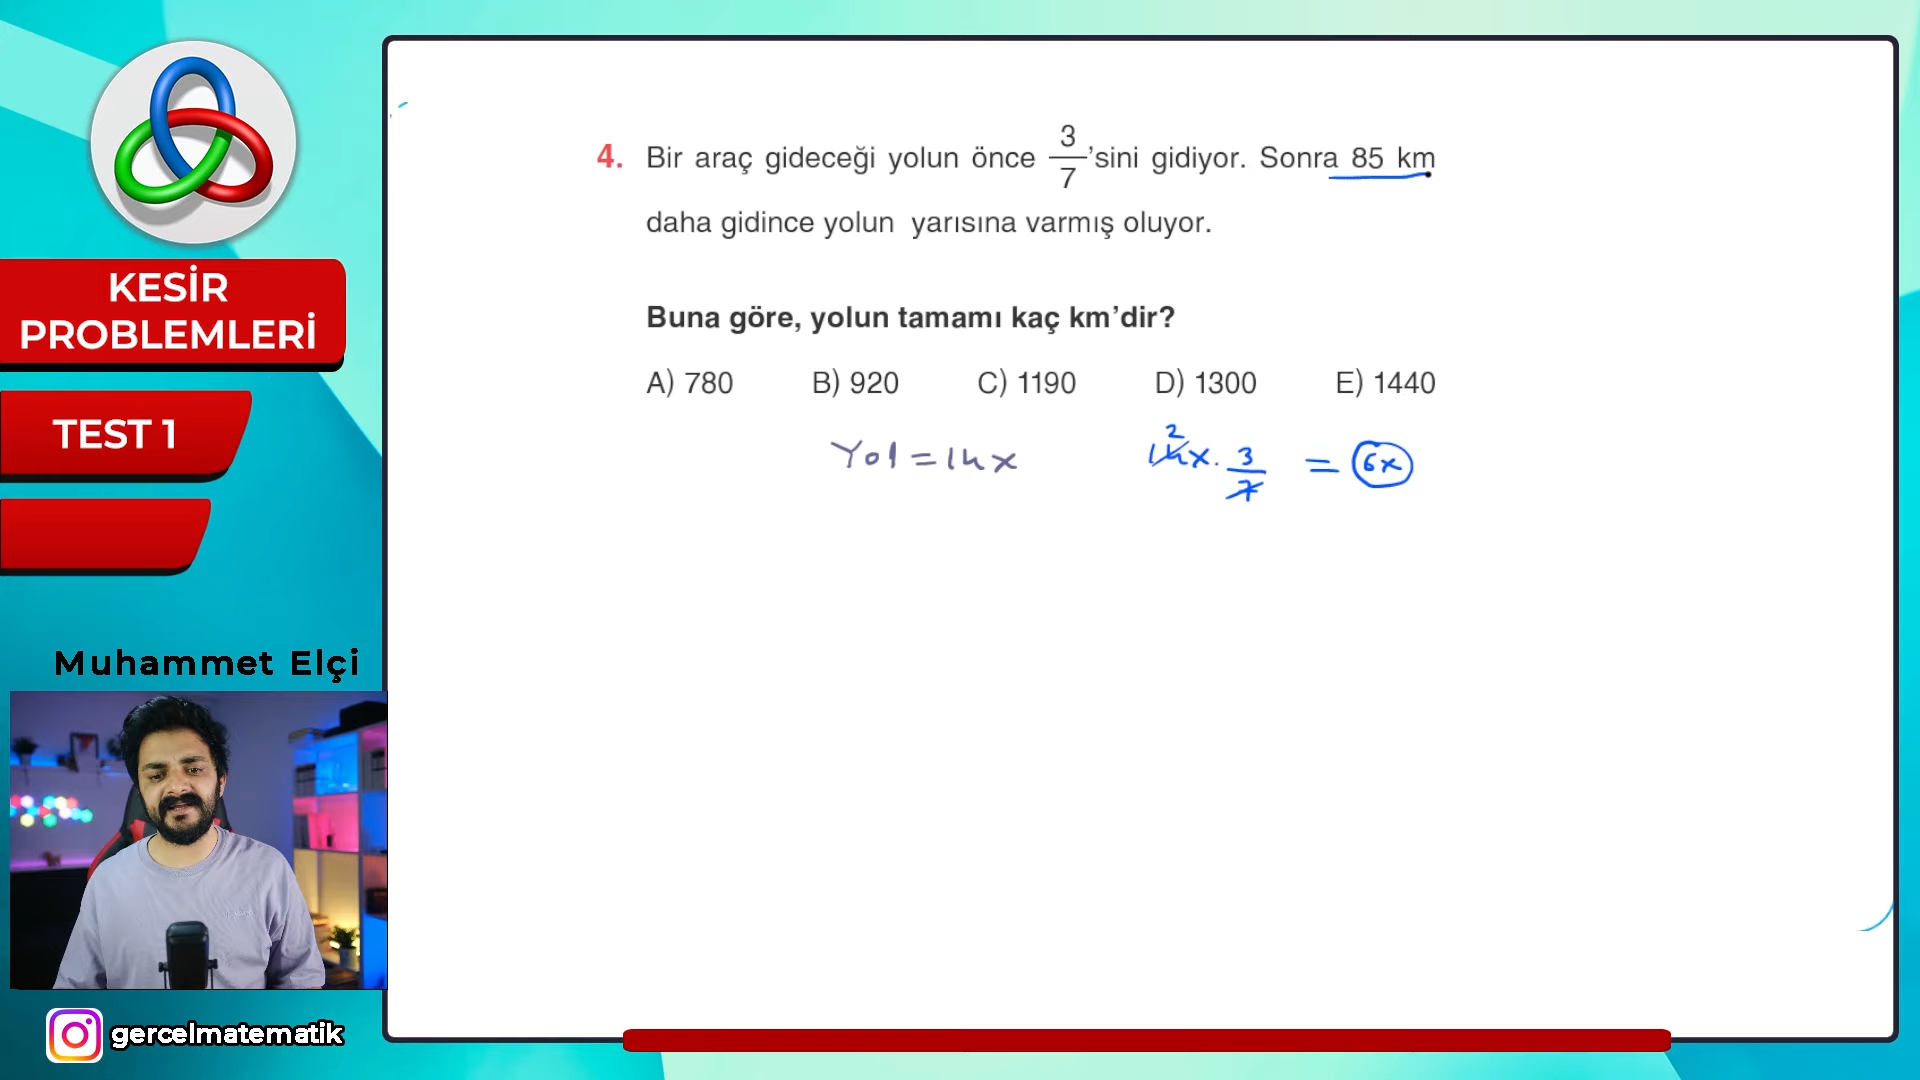 KESİR
PROBLEMLERİ
TEST 1
Muhammet Elçi
gercelmatematik
4. Bir araç gideceği yolun önce 3/7'sini gidiyor. Sonra 85 km
daha gidince yolun yarısına varmış oluyor.
Buna göre, yolun tamamı kaç km'dir?
A) 780 B) 920 C) 1190 D) 1300 E) 1440
Yol = 14x
2
14x · 3/7 = 6x